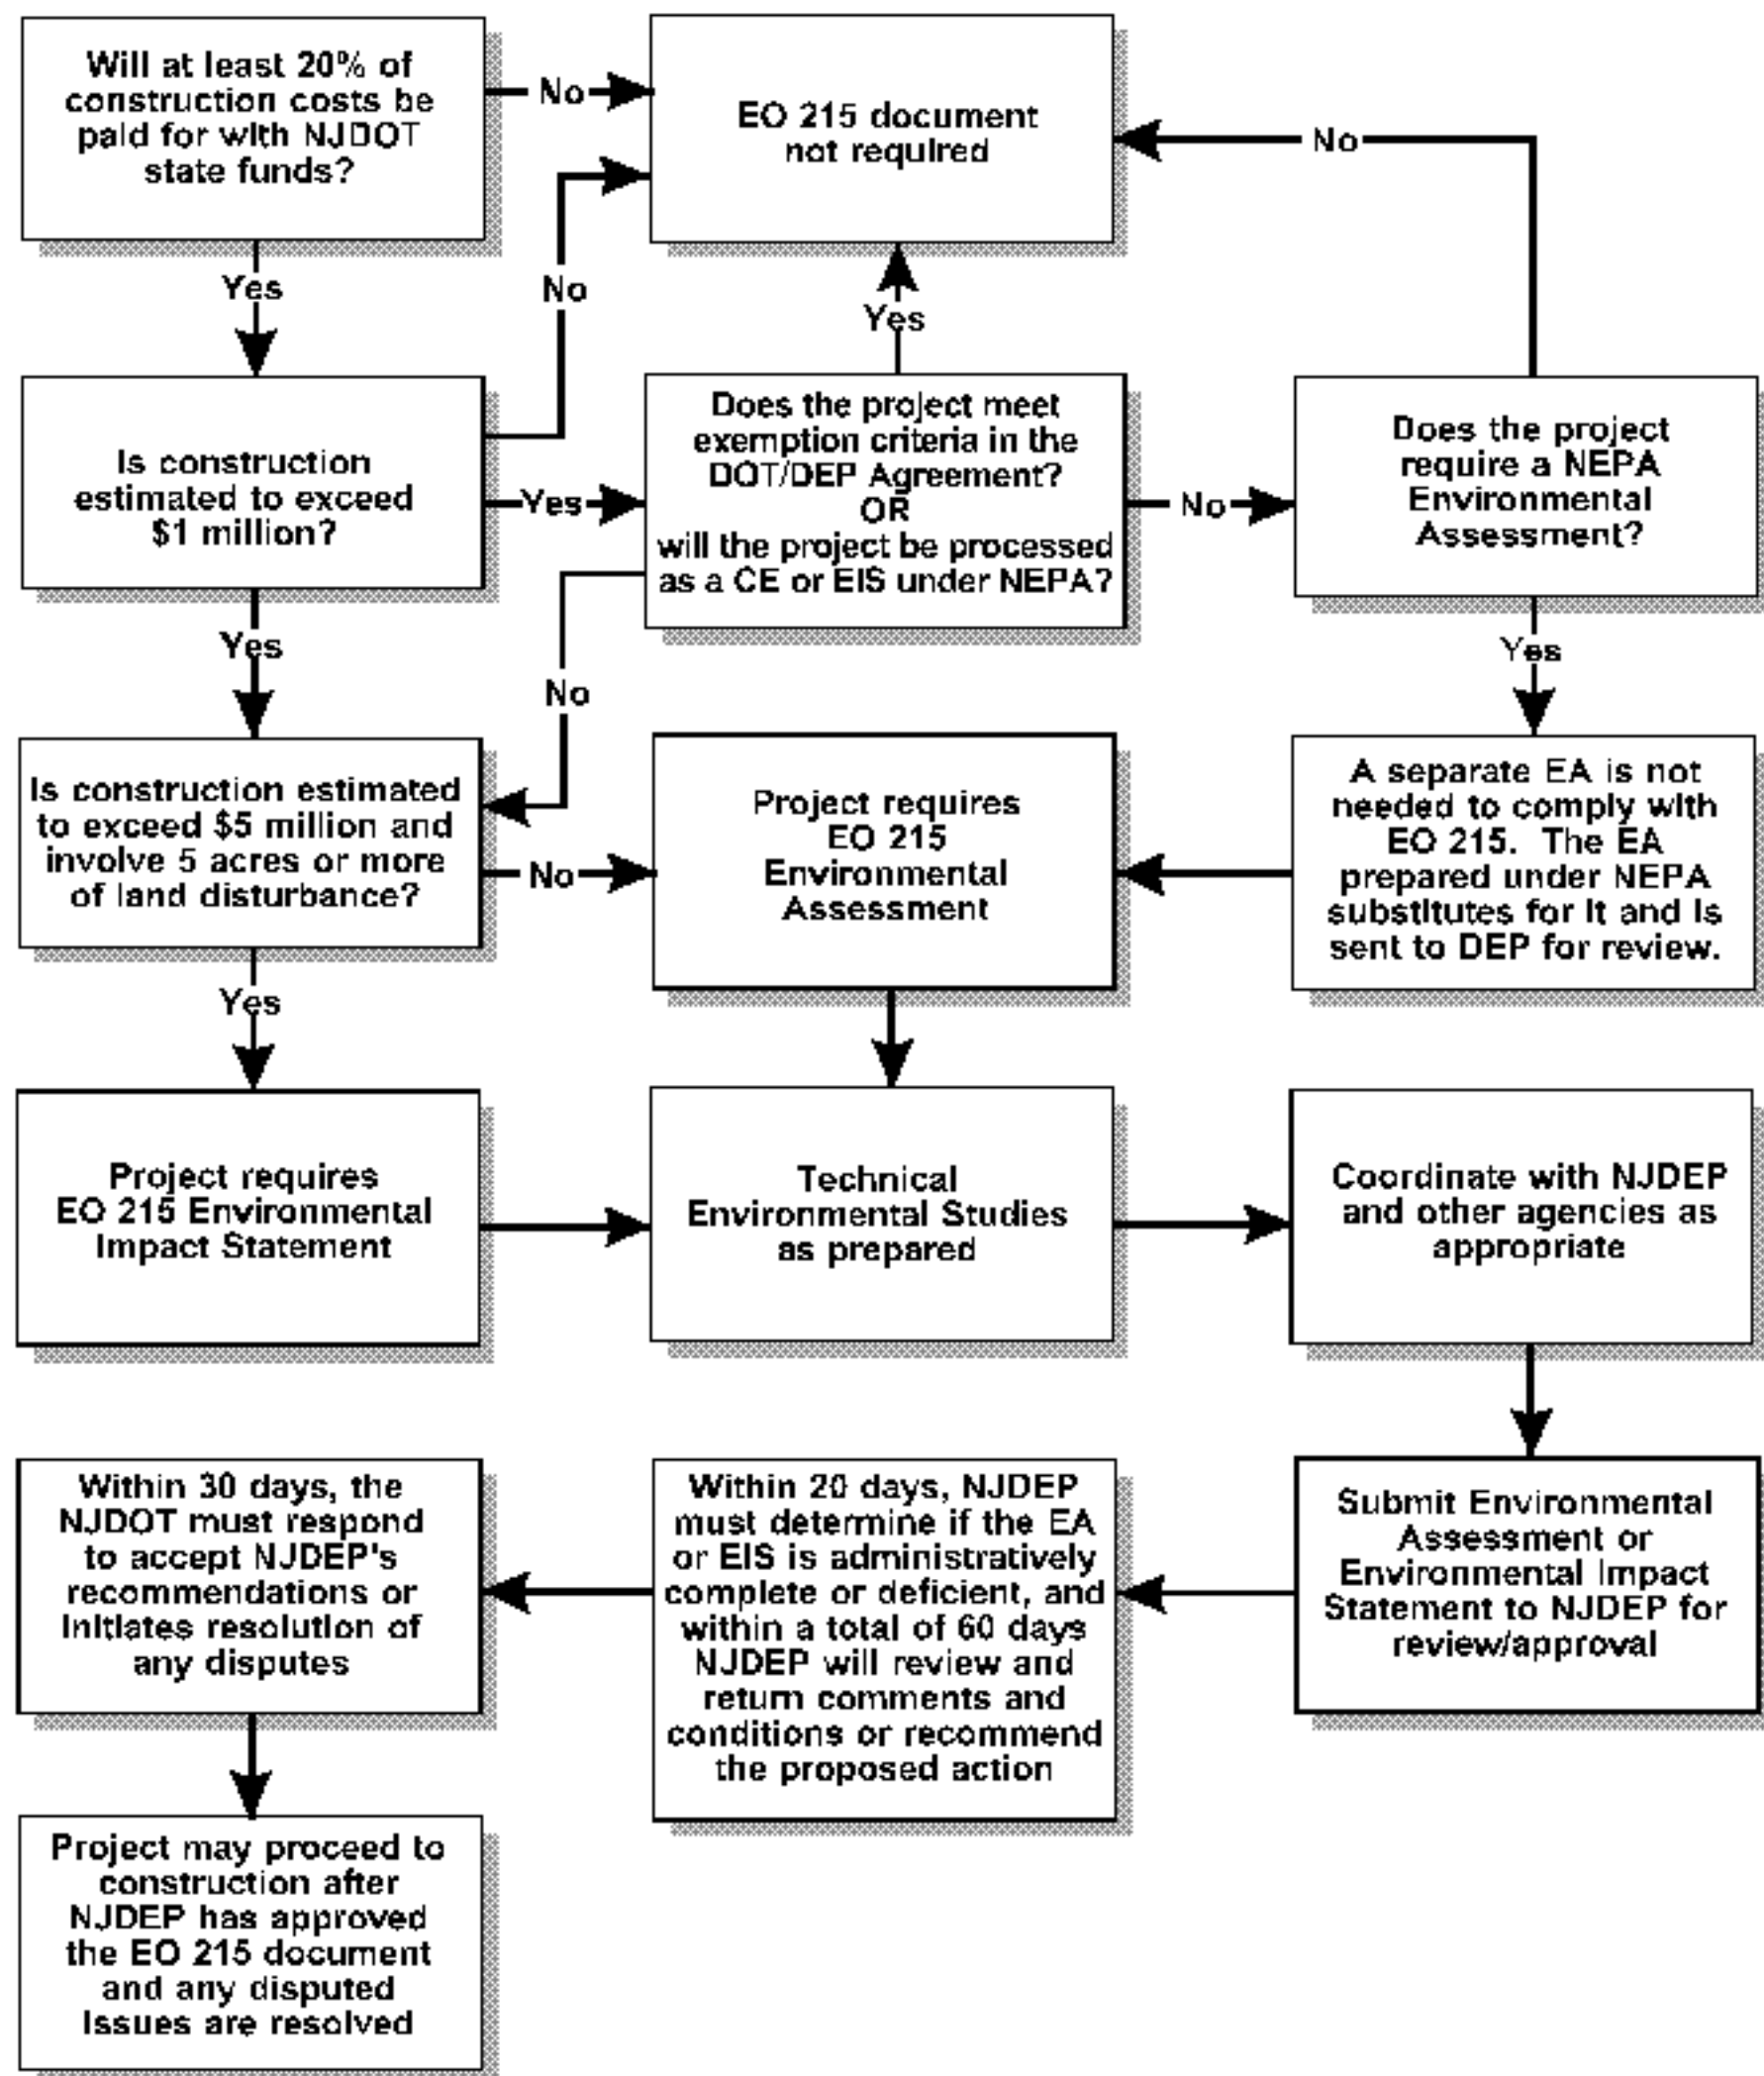 Will at least 20% of
construction costs be
paid for with NJDOT
state funds?
No
EO 215 document
not required
No
Yes
No
Yes
Is construction
estimated to exceed
$1 million?
Yes
Does the project meet
exemption criteria in the
DOT/DEP Agreement?
OR
will the project be processed
as a CE or EIS under NEPA?
No
Does the project
require a NEPA
Environmental
Assessment?
Yes
No
Yes
Is construction estimated
to exceed $5 million and
involve 5 acres or more
of land disturbance?
No
Project requires
EO 215
Environmental
Assessment
A separate EA is not
needed to comply with
EO 215. The EA
prepared under NEPA
substitutes for it and is
sent to DEP for review.
Yes
Project requires
EO 215 Environmental
Impact Statement
Technical
Environmental Studies
as prepared
Coordinate with NJDEP
and other agencies as
appropriate
Within 30 days, the
NJDOT must respond
to accept NJDEP's
recommendations or
initiates resolution of
any disputes
Within 20 days, NJDEP
must determine if the EA
or EIS is administratively
complete or deficient, and
within a total of 60 days
NJDEP will review and
return comments and
conditions or recommend
the proposed action
Submit Environmental
Assessment or
Environmental Impact
Statement to NJDEP for
review/approval
Project may proceed to
construction after
NJDEP has approved
the EO 215 document
and any disputed
issues are resolved